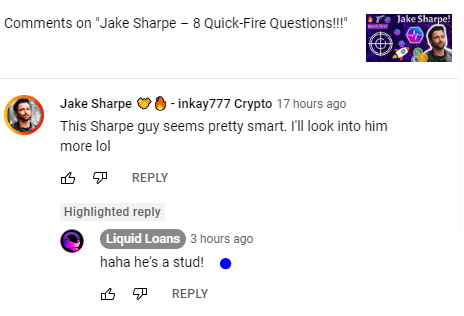 Comments on "Jake Sharpe – 8 Quick-Fire Questions!!!"
Jake Sharpe!
Jake Sharpe 🤝🔥 - inkay777 Crypto 17 hours ago
This Sharpe guy seems pretty smart. I'll look into him
more lol
REPLY
Highlighted reply
Liquid Loans 3 hours ago
haha he's a stud!
REPLY